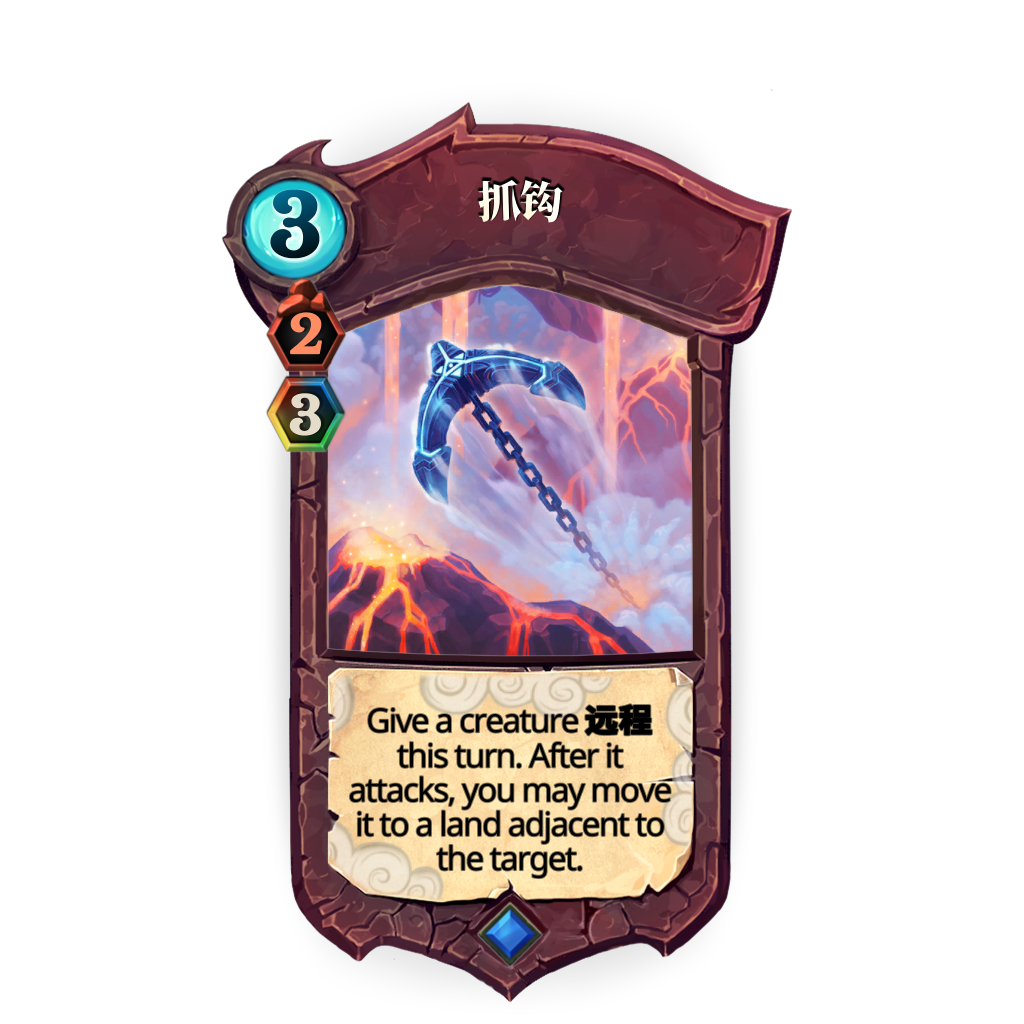 抓钩
3
2
3
Give a creature 远程
this turn. After it
attacks, you may move
it to a land adjacent to
the target.